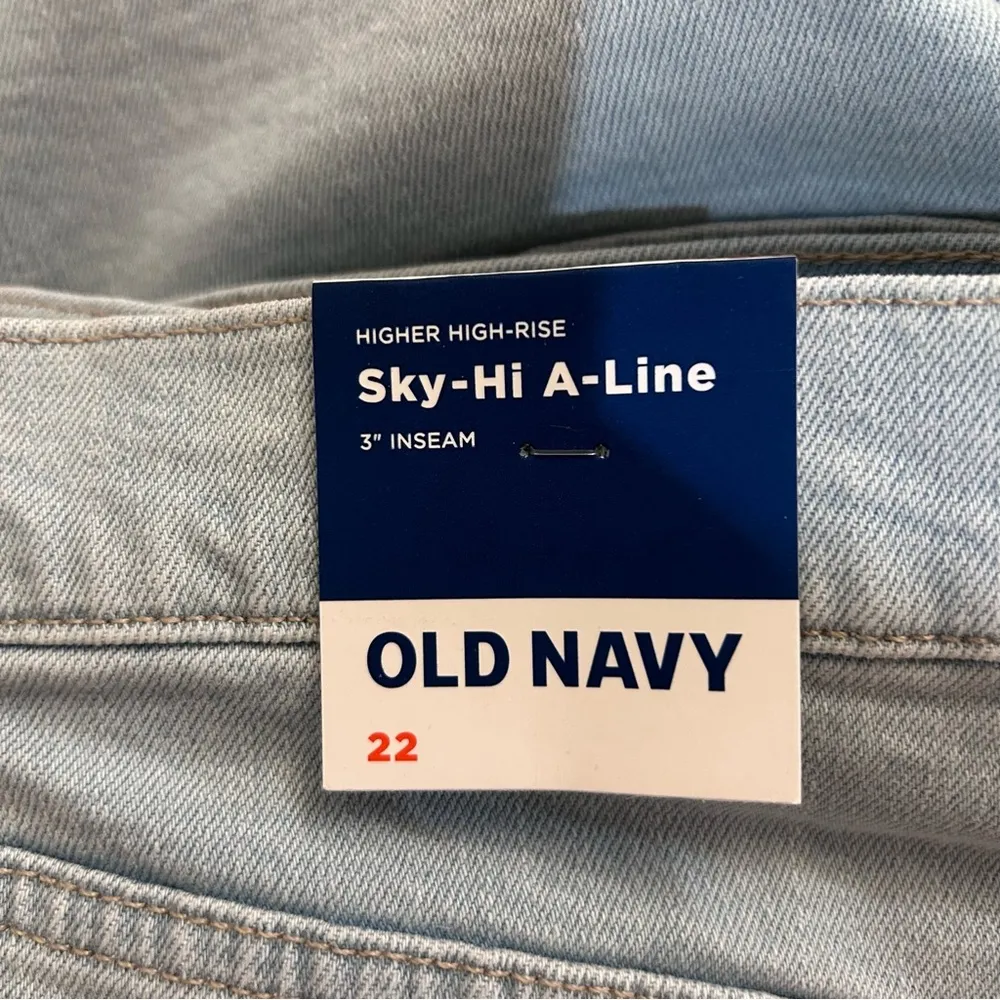 HIGHER HIGH-RISE
Sky-Hi A-Line
3" INSEAM
OLD NAVY
22